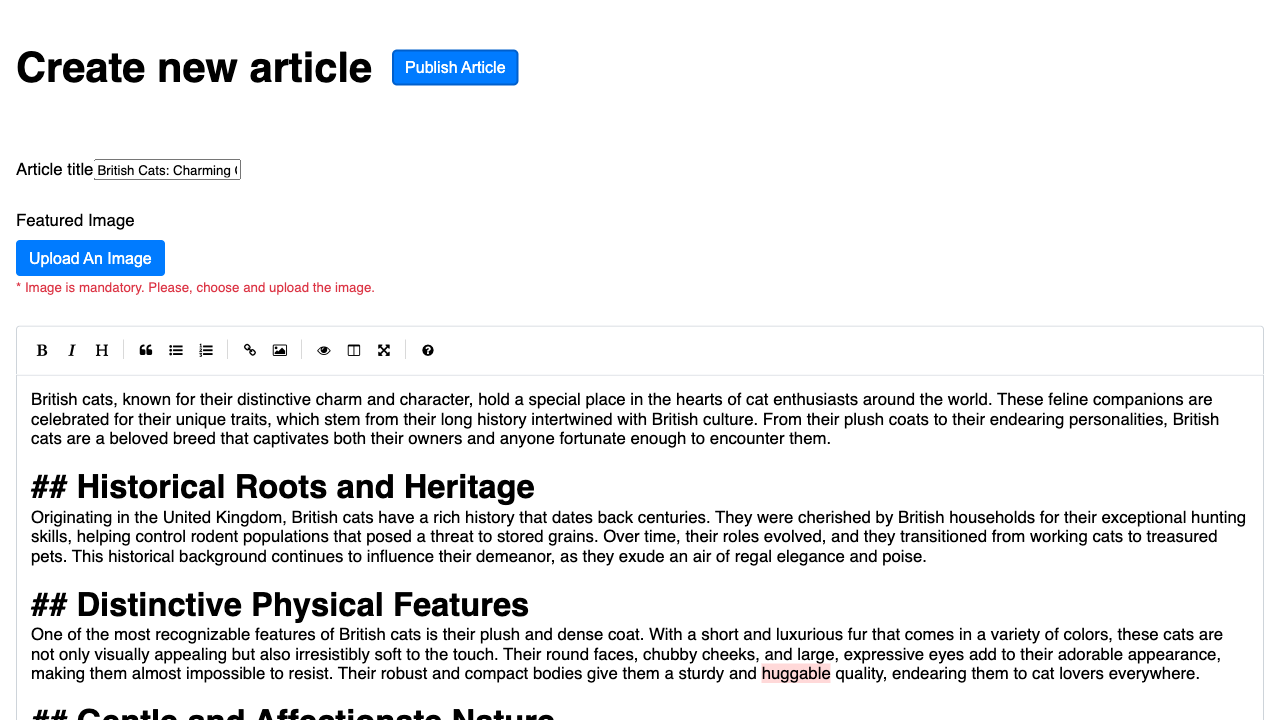 Create new article
Publish Article
Article title
British Cats: Charming
Featured Image
Upload An Image
* Image is mandatory. Please, choose and upload the image.
B I H
British cats, known for their distinctive charm and character, hold a special place in the hearts of cat enthusiasts around the world. These feline companions are
celebrated for their unique traits, which stem from their long history intertwined with British culture. From their plush coats to their endearing personalities, British
cats are a beloved breed that captivates both their owners and anyone fortunate enough to encounter them.
## Historical Roots and Heritage
Originating in the United Kingdom, British cats have a rich history that dates back centuries. They were cherished by British households for their exceptional hunting
skills, helping control rodent populations that posed a threat to stored grains. Over time, their roles evolved, and they transitioned from working cats to treasured
pets. This historical background continues to influence their demeanor, as they exude an air of regal elegance and poise.
## Distinctive Physical Features
One of the most recognizable features of British cats is their plush and dense coat. With a short and luxurious fur that comes in a variety of colors, these cats are
not only visually appealing but also irresistibly soft to the touch. Their round faces, chubby cheeks, and large, expressive eyes add to their adorable appearance,
making them almost impossible to resist. Their robust and compact bodies give them a sturdy and huggable quality, endearing them to cat lovers everywhere.
## Gentle and Affectionate Nature